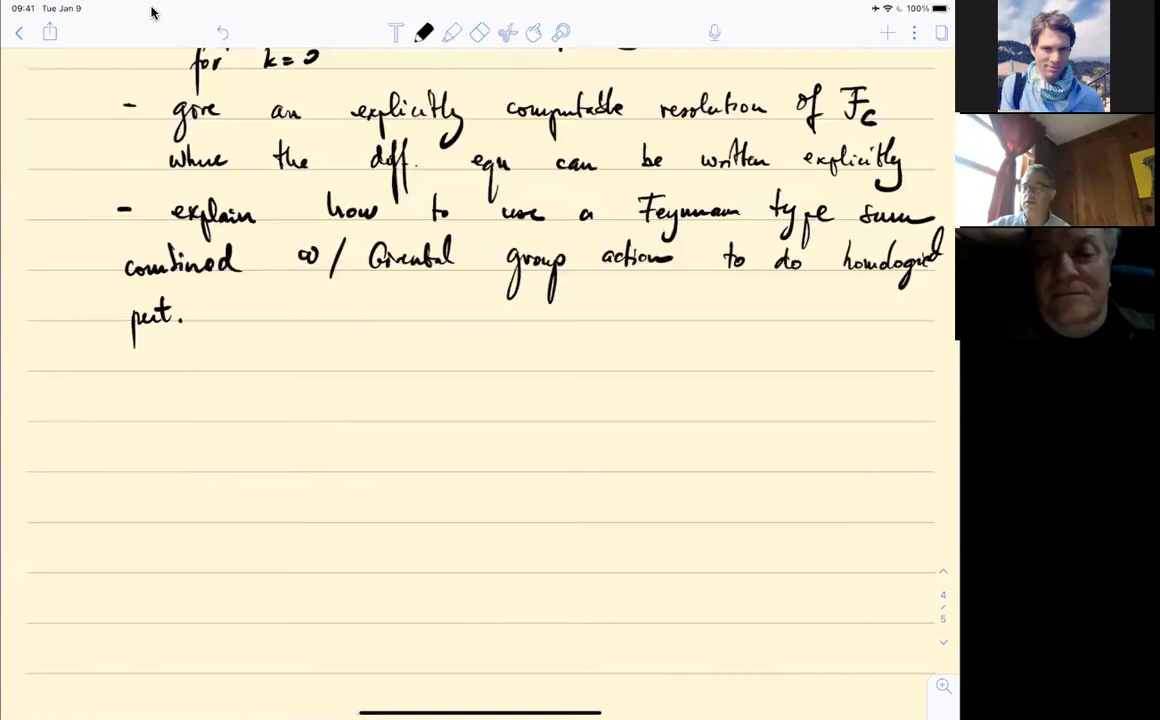 09:41 Tue Jan 9
100%
for k=0
- give an explicitly computable resolution of F_C
where the diff. equ can be written explicitly
- explain how to use a Feynman type sum
combined w/ Givental group action to do homological
pert.
4
/
5